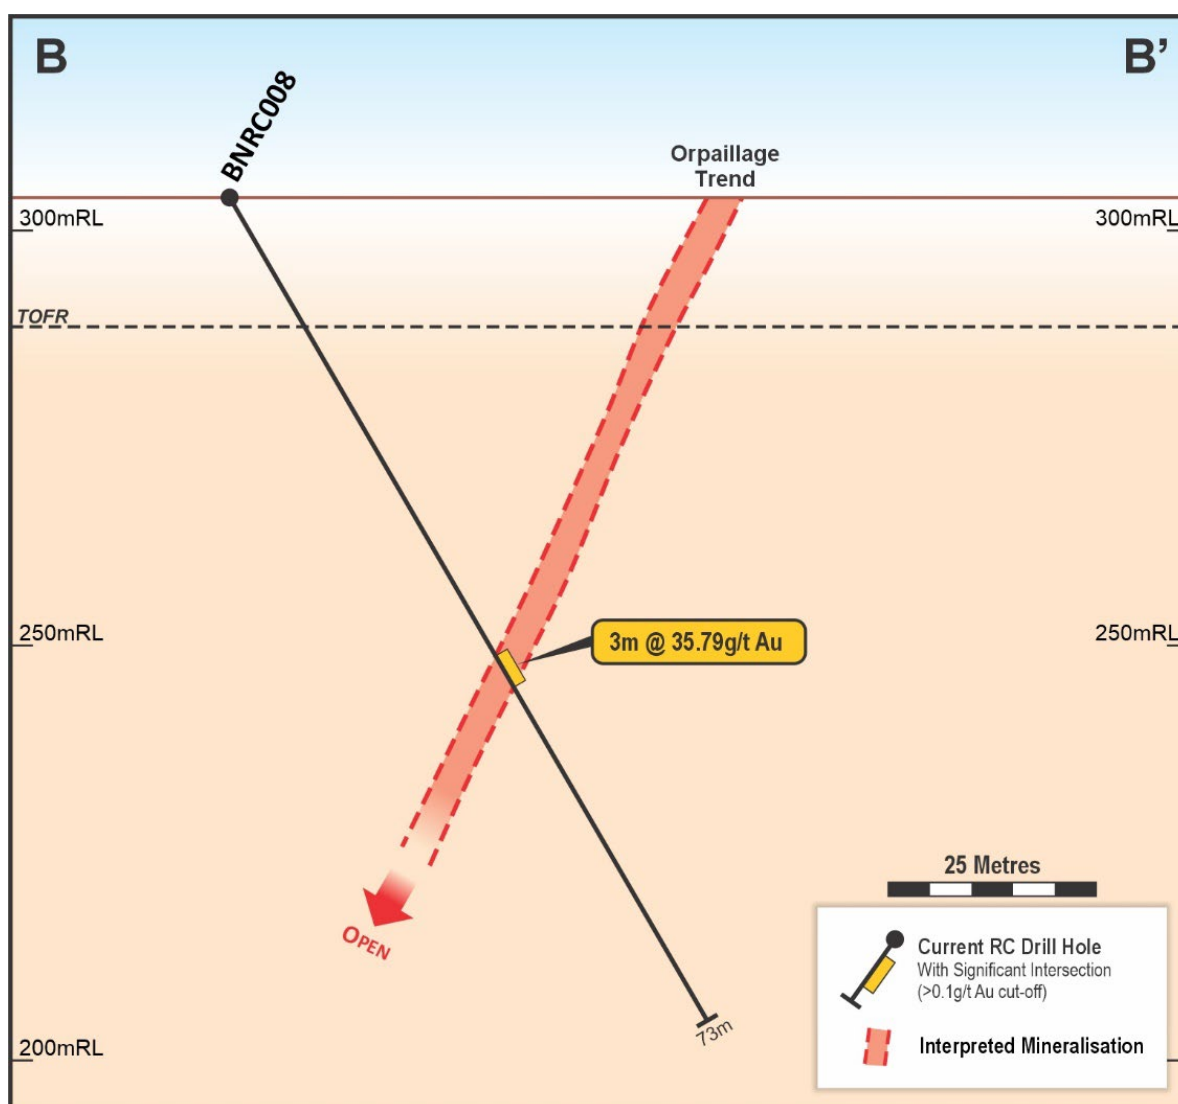 B
B’
BNRC008
Orpaillage
Trend
300mRL
300mRL
TOFR
250mRL
250mRL
3m @ 35.79g/t Au
OPEN
25 Metres
Current RC Drill Hole
With Significant Intersection
(>0.1g/t Au cut-off)
Interpreted Mineralisation
73m
200mRL